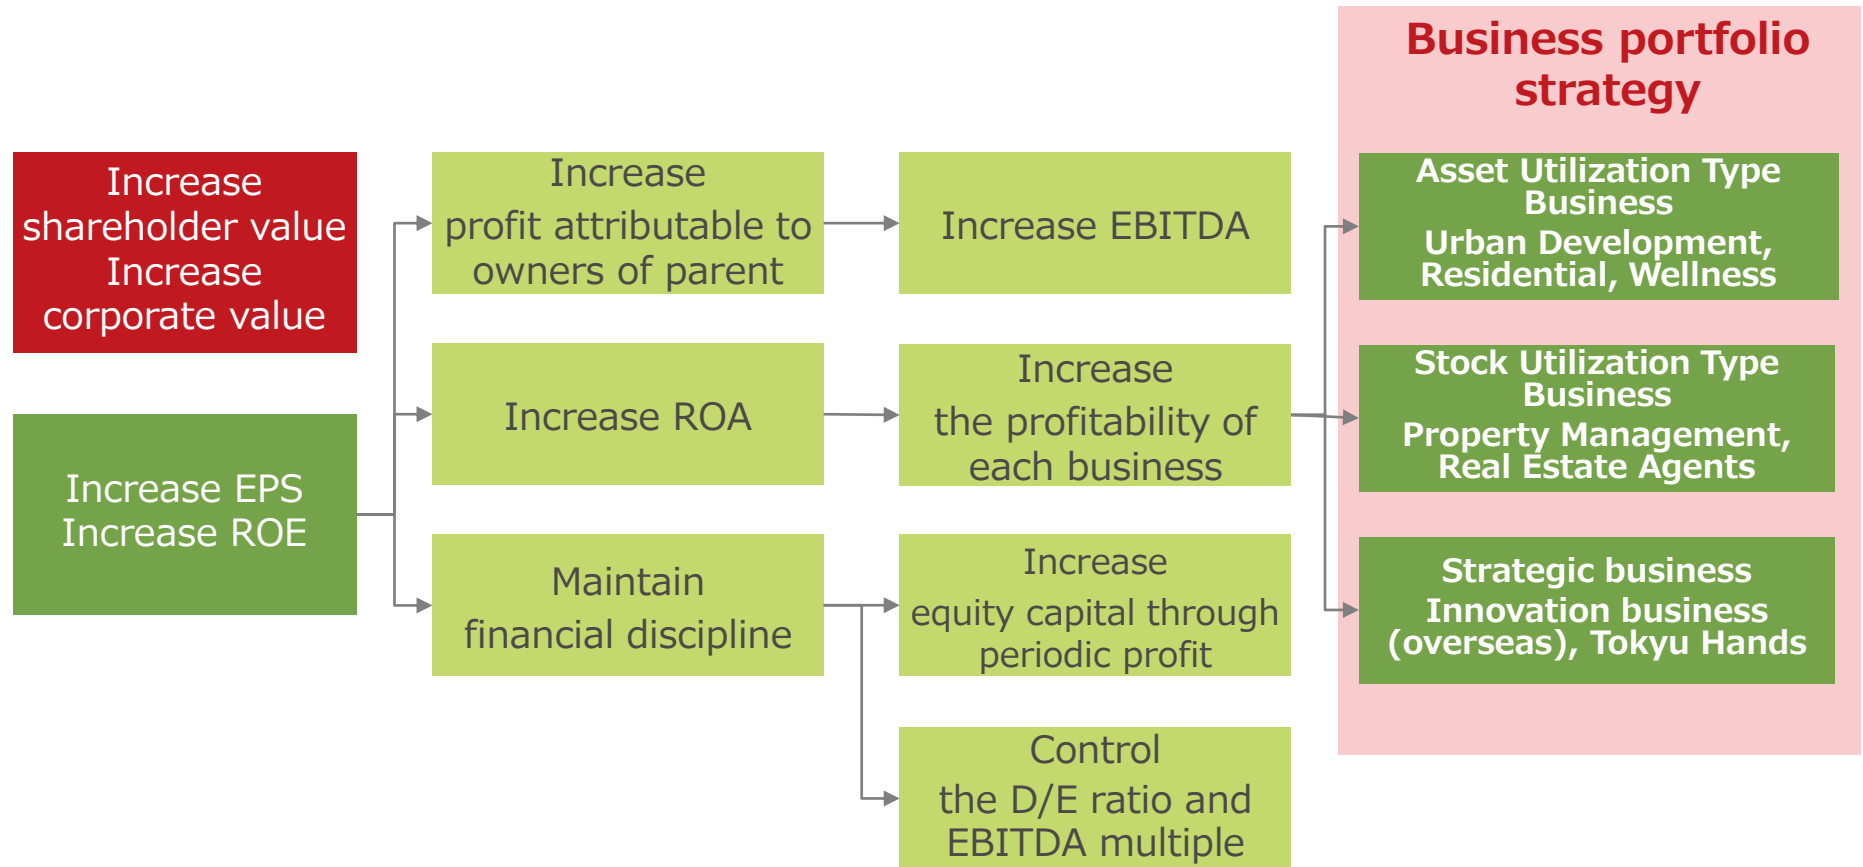 Business portfolio
strategy
Increase
shareholder value
Increase
corporate value
Increase EPS
Increase ROE
Increase
profit attributable to
owners of parent
Increase ROA
Maintain
financial discipline
Increase EBITDA
Increase
the profitability of
each business
Increase
equity capital through
periodic profit
Control
the D/E ratio and
EBITDA multiple
Asset Utilization Type
Business
Urban Development,
Residential, Wellness
Stock Utilization Type
Business
Property Management,
Real Estate Agents
Strategic business
Innovation business
(overseas), Tokyu Hands